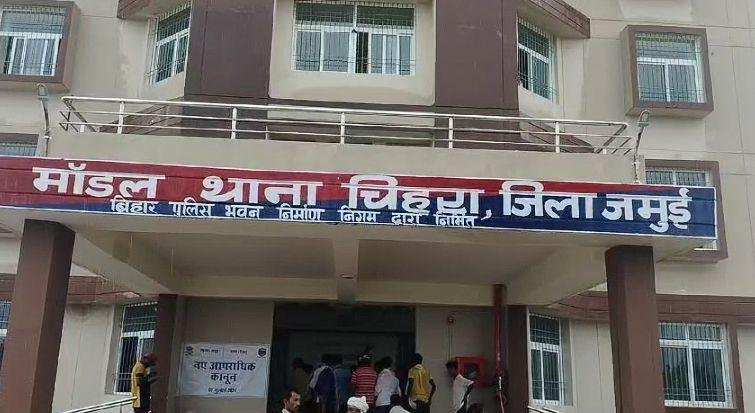 मॉडल थाना चिहरा, जिला जमुई
बिहार पुलिस भवन निर्माण निगम द्वारा निर्मित
नए आपराधिक
कानून